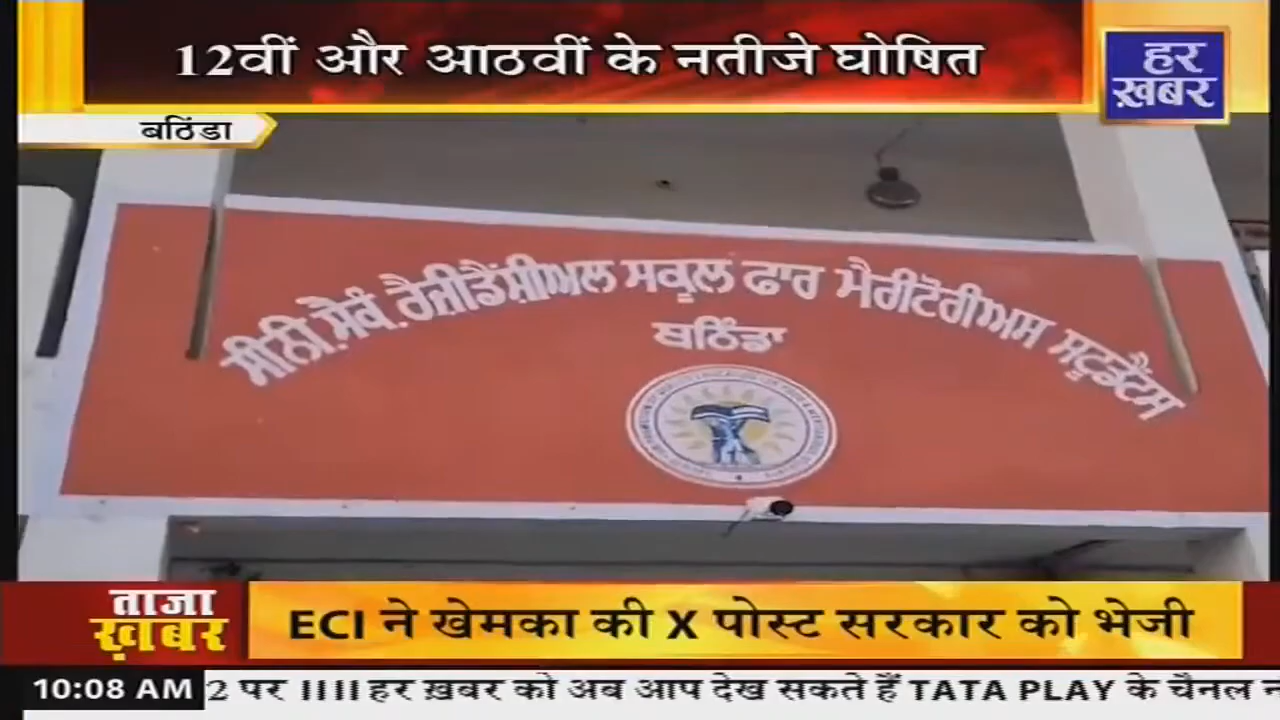 12वीं और आठवीं के नतीजे घोषित
हर
ख़बर
बठिंडा
ਸੀਨੀ.ਸੈਕੰ.ਰੈਜੀਡੈਂਸ਼ੀਅਲ ਸਕੂਲ ਫਾਰ ਮੈਰੀਟੋਰੀਅਸ ਸਟੂਡੈਂਟਸ
ਬਠਿੰਡਾ
ताजा
ख़बर
ECI ने खेमका की X पोस्ट सरकार को भेजी
10:08 AM
2 पर IIII हर ख़बर को अब आप देख सकते हैं TATA PLAY के चैनल